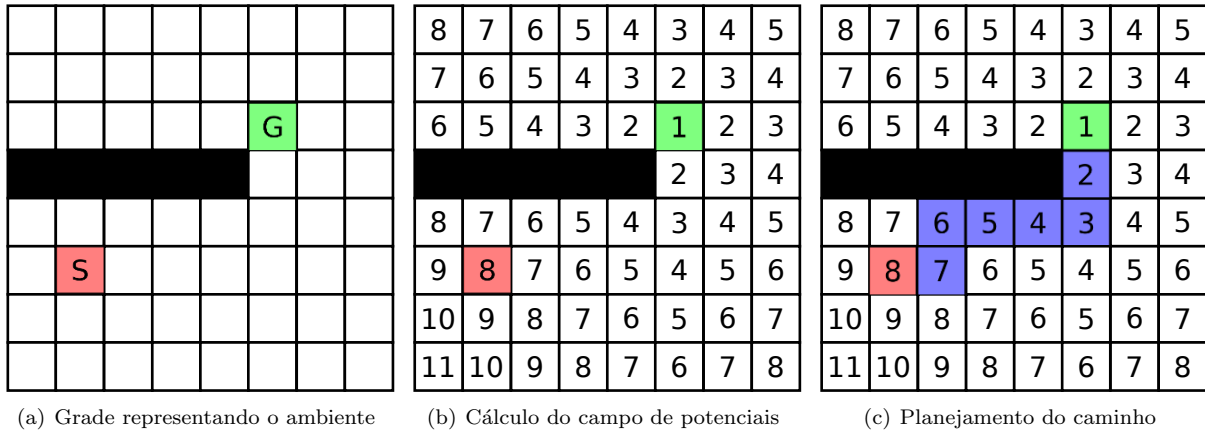 8 7 6 5 4 3 4 5 8 7 6 5 4 3 4 5
7 6 5 4 3 2 3 4 7 6 5 4 3 2 3 4
G 6 5 4 3 2 1 2 3 6 5 4 3 2 1 2 3
2 3 4 2 3 4
8 7 6 5 4 3 4 5 8 7 6 5 4 3 4 5
S 9 8 7 6 5 4 5 6 9 8 7 6 5 4 5 6
10 9 8 7 6 5 6 7 10 9 8 7 6 5 6 7
11 10 9 8 7 6 7 8 11 10 9 8 7 6 7 8
(a) Grade representando o ambiente (b) Cálculo do campo de potenciais (c) Planejamento do caminho